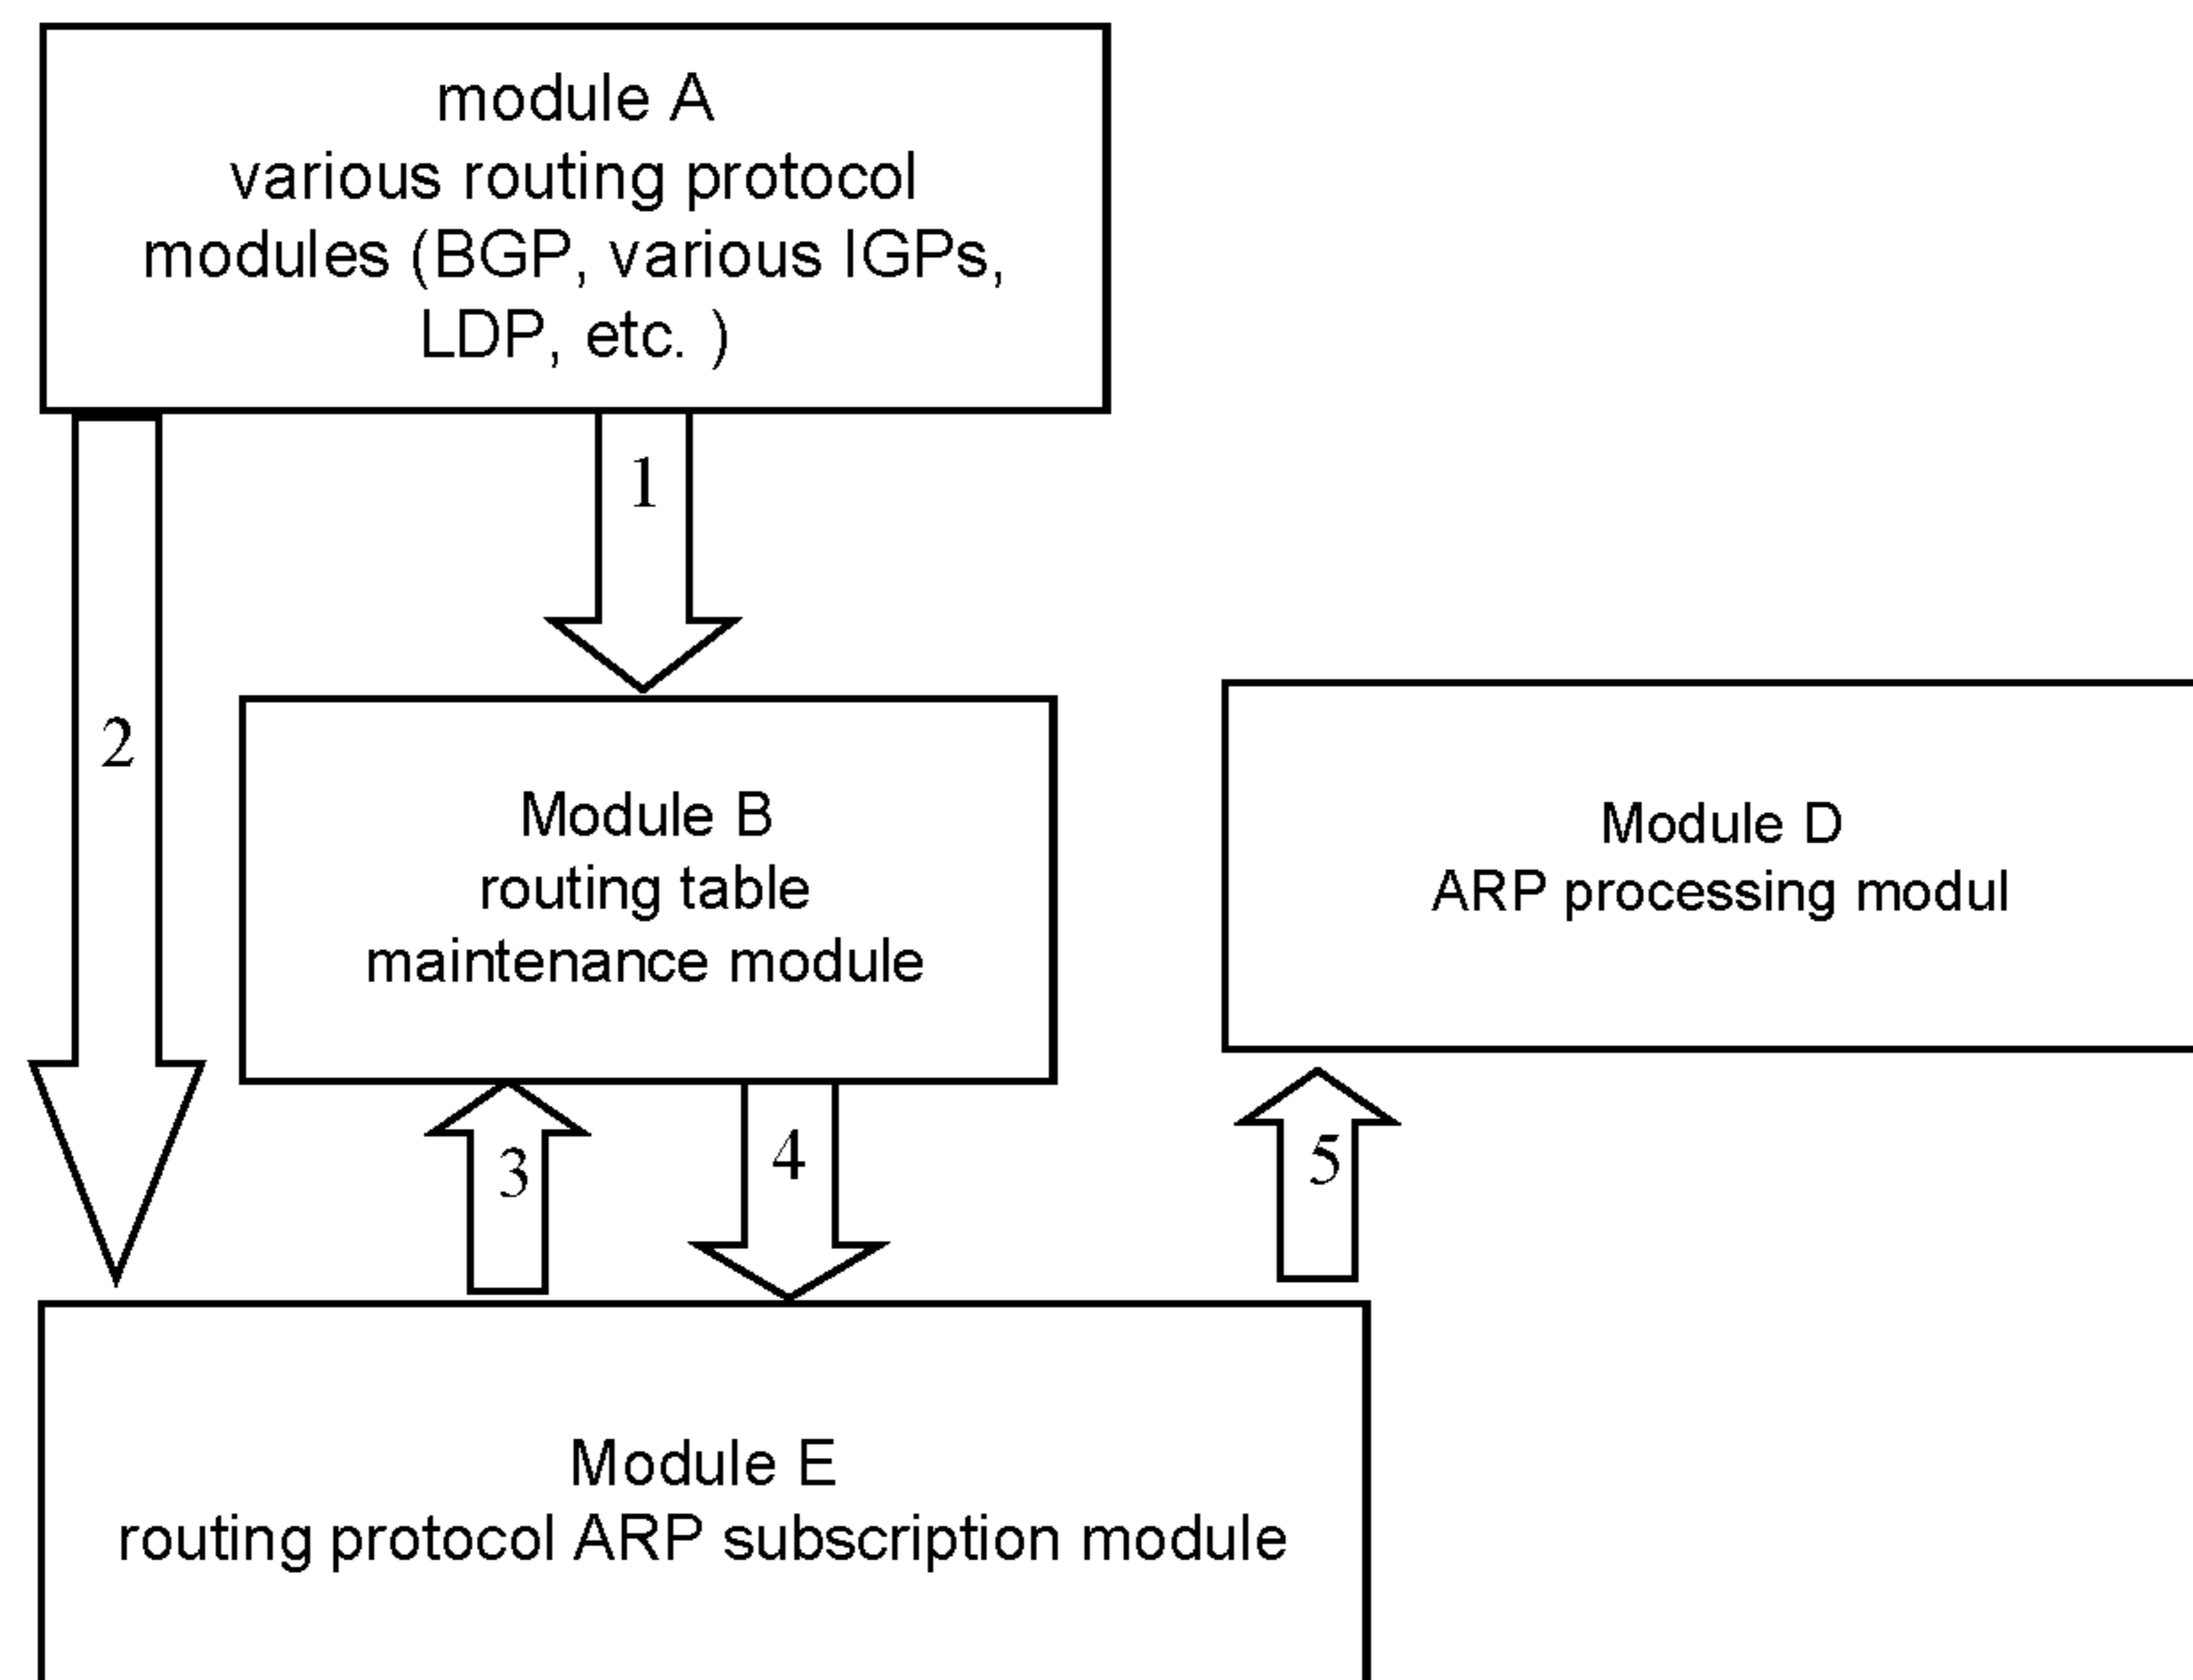 module A
various routing protocol
modules (BGP, various IGPs,
LDP, etc. )
1
2
Module B
routing table
maintenance module
Module D
ARP processing modul
3
4
5
Module E
routing protocol ARP subscription module